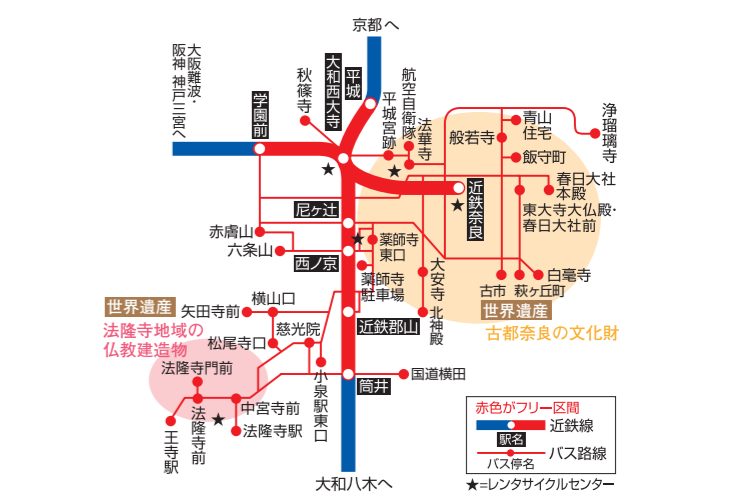 京都へ
大阪難波・
阪神 神戸三宮へ
学園前
秋篠寺
大和西大寺
平城
平城宮跡
航空自衛隊
法華寺
般若寺
青山
住宅
飯守町
浄瑠璃寺
春日大社
本殿
東大寺大仏殿・
春日大社前
近鉄奈良
★
★
★
尼ヶ辻
赤膚山
六条山
西ノ京
★
薬師寺
東口
薬師寺
駐車場
大安寺
北神殿
白毫寺
古市
萩ヶ丘町
世界遺産
古都奈良の文化財
世界遺産
法隆寺地域の
仏教建造物
矢田寺前
横山口
松尾寺口
慈光院
近鉄郡山
小泉駅東口
筒井
国道横田
法隆寺門前
法隆寺前
★
中宮寺前
法隆寺駅
王寺駅
大和八木へ
赤色がフリー区間
近鉄線
駅名
バス路線
バス停名
★=レンタサイクルセンター